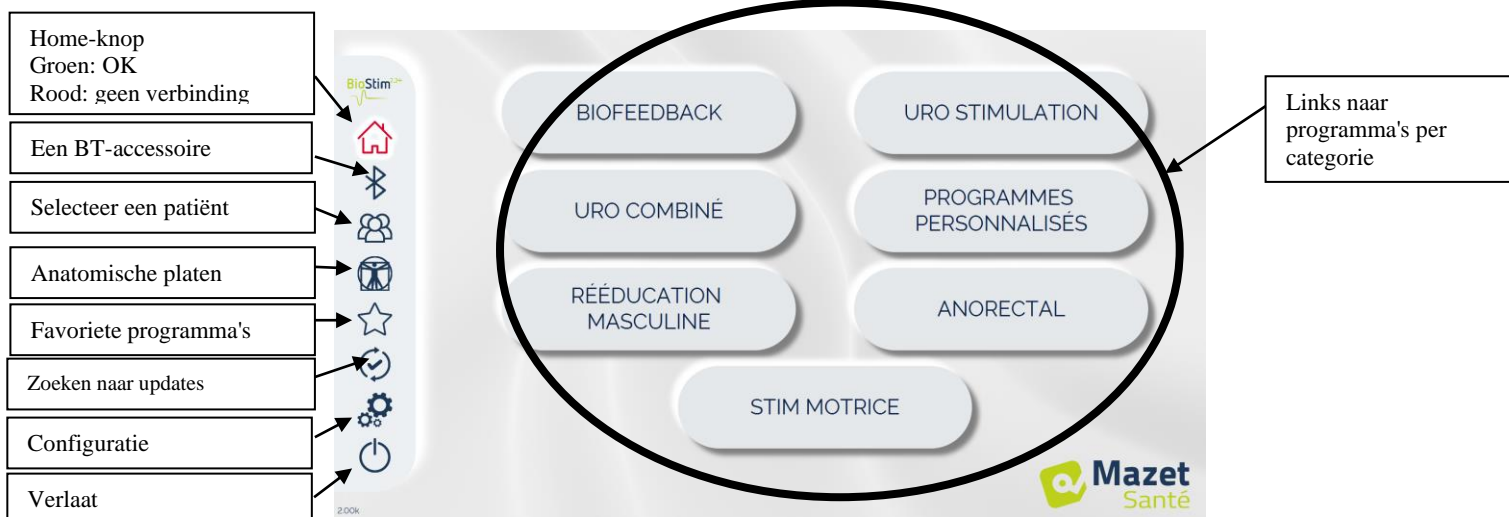 Home-knop
Groen: OK
Rood: geen verbinding
Een BT-accessoire
Selecteer een patiënt
Anatomische platen
Favoriete programma's
Zoeken naar updates
Configuratie
Verlaat
BioStim
2.00k
BIOFEEDBACK
URO STIMULATION
URO COMBINÉ
PROGRAMMES
PERSONNALISÉS
RÉÉDUCATION
MASCULINE
ANORECTAL
STIM MOTRICE
Mazet
Santé
Links naar
programma's per
categorie